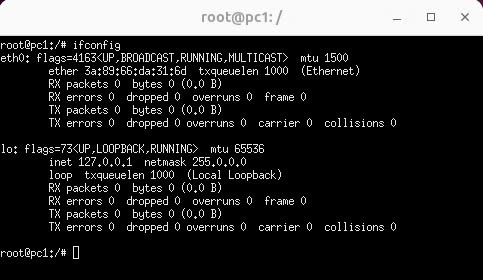 root@pc1: /
root@pc1:/# ifconfig
eth0: flags=4163<UP,BROADCAST,RUNNING,MULTICAST>  mtu 1500
        ether 3a:89:66:da:31:6d  txqueuelen 1000  (Ethernet)
        RX packets 0  bytes 0 (0.0 B)
        RX errors 0  dropped 0  overruns 0  frame 0
        TX packets 0  bytes 0 (0.0 B)
        TX errors 0  dropped 0 overruns 0  carrier 0  collisions 0
lo: flags=73<UP,LOOPBACK,RUNNING>  mtu 65536
        inet 127.0.0.1  netmask 255.0.0.0
        loop  txqueuelen 1000  (Local Loopback)
        RX packets 0  bytes 0 (0.0 B)
        RX errors 0  dropped 0  overruns 0  frame 0
        TX packets 0  bytes 0 (0.0 B)
        TX errors 0  dropped 0 overruns 0  carrier 0  collisions 0
root@pc1:/#